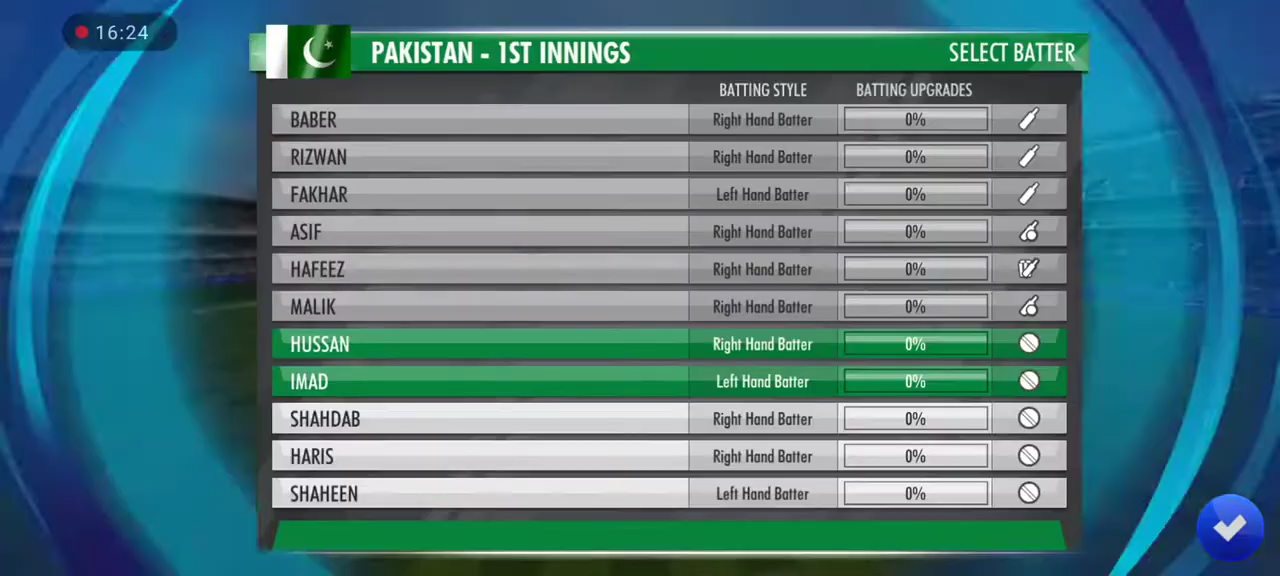 16:24
PAKISTAN - 1ST INNINGS SELECT BATTER
BATTING STYLE BATTING UPGRADES
BABER Right Hand Batter 0%
RIZWAN Right Hand Batter 0%
FAKHAR Left Hand Batter 0%
ASIF Right Hand Batter 0%
HAFEEZ Right Hand Batter 0%
MALIK Right Hand Batter 0%
HUSSAN Right Hand Batter 0%
IMAD Left Hand Batter 0%
SHAHDAB Right Hand Batter 0%
HARIS Right Hand Batter 0%
SHAHEEN Left Hand Batter 0%